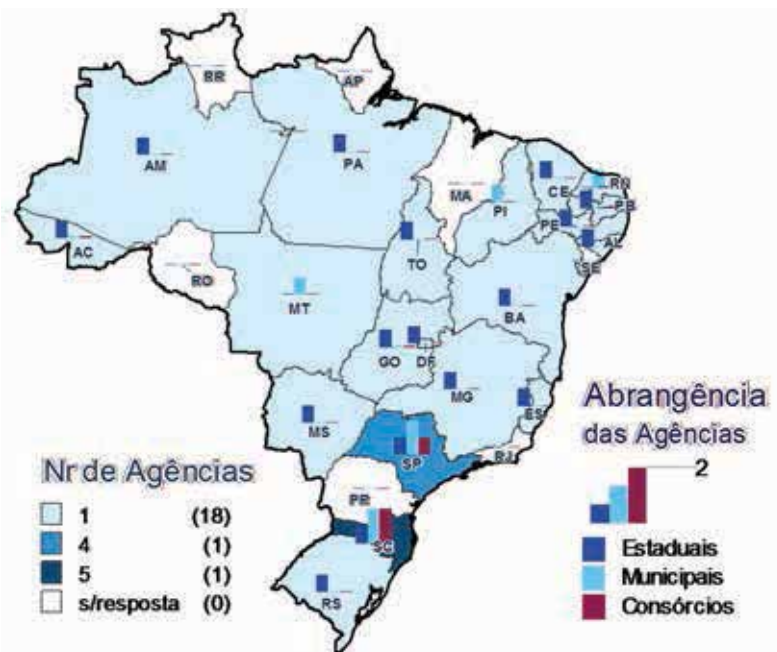 RR
AP
AM
PA
MA
CE
RN
PB
PI
PE
AL
AC
TO
SE
RO
MT
BA
GO
DF
MG
ES
MS
SP
RJ
PR
SC
RS
Nr de Agências
1 (18)
4 (1)
5 (1)
s/resposta (0)
Abrangência
das Agências
2
Estaduais
Municipais
Consórcios